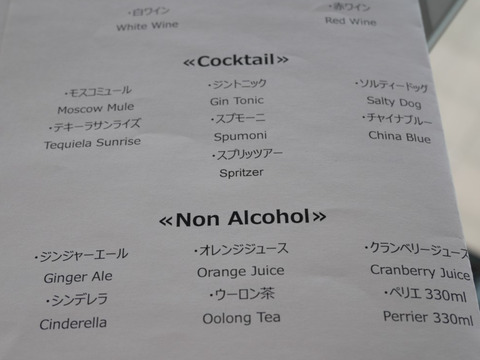 ・白ワイン ・赤ワイン
White Wine Red Wine
«Cocktail»
・モスコミュール ・ジントニック ・ソルティードッグ
Moscow Mule Gin Tonic Salty Dog
・テキーラサンライズ ・スプモーニ ・チャイナブルー
Tequiela Sunrise Spumoni China Blue
・スプリッツアー
Spritzer
«Non Alcohol»
・ジンジャーエール ・オレンジジュース ・クランベリージュース
Ginger Ale Orange Juice Cranberry Juice
・シンデレラ ・ウーロン茶 ・ペリエ 330ml
Cinderella Oolong Tea Perrier 330ml